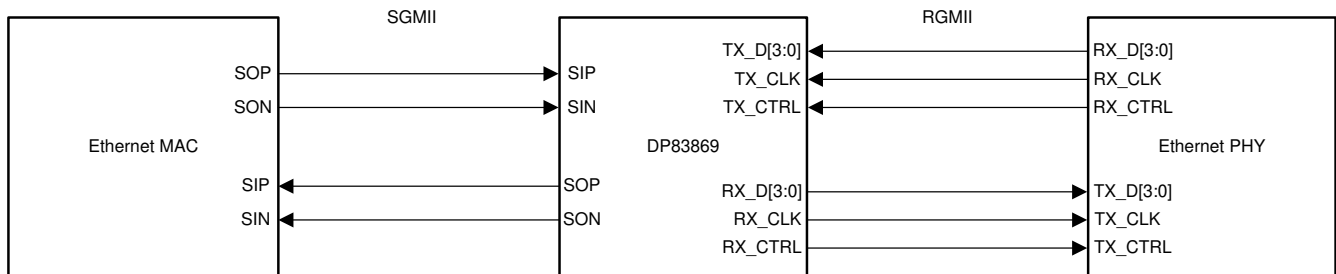 SGMII
RGMII
SOP
SON
Ethernet MAC
SIP
SIN
SIP
SIN
DP83869
SOP
SON
TX_D[3:0]
TX_CLK
TX_CTRL
RX_D[3:0]
RX_CLK
RX_CTRL
RX_D[3:0]
RX_CLK
RX_CTRL
Ethernet PHY
TX_D[3:0]
TX_CLK
TX_CTRL